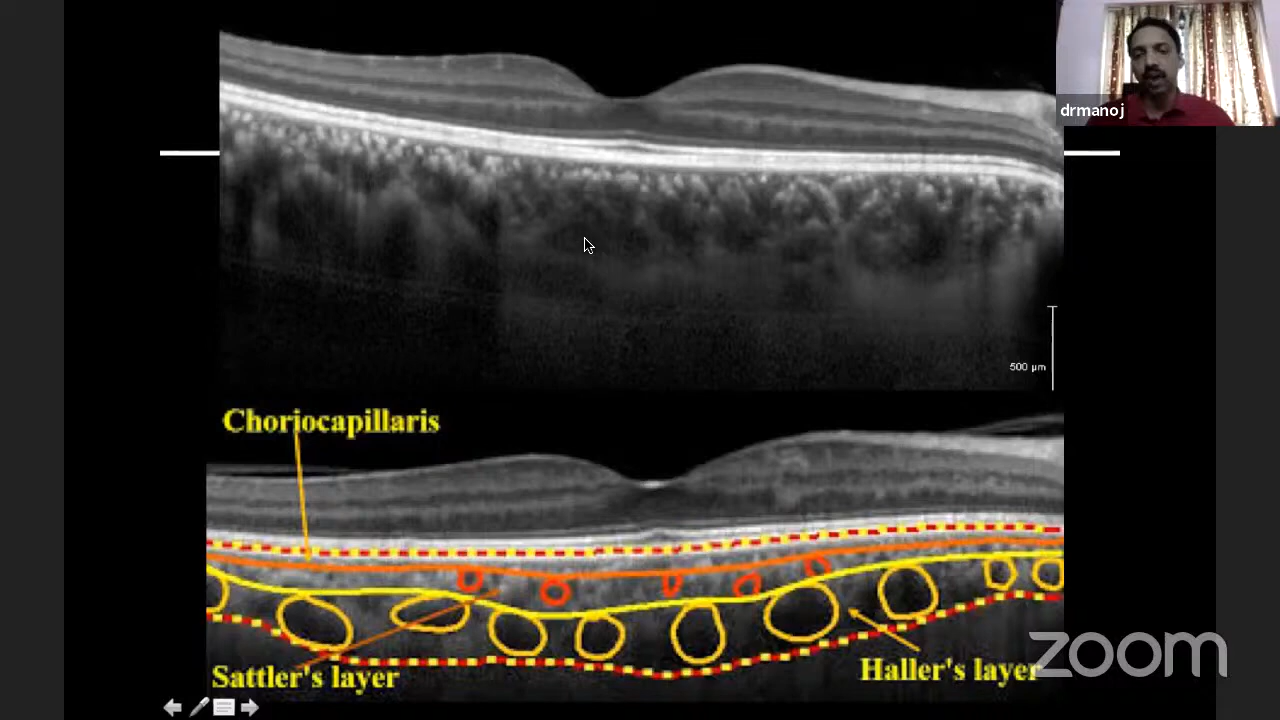 drmanoj
500 µm
Choriocapillaris
Sattler's layer
Haller's layer
zoom